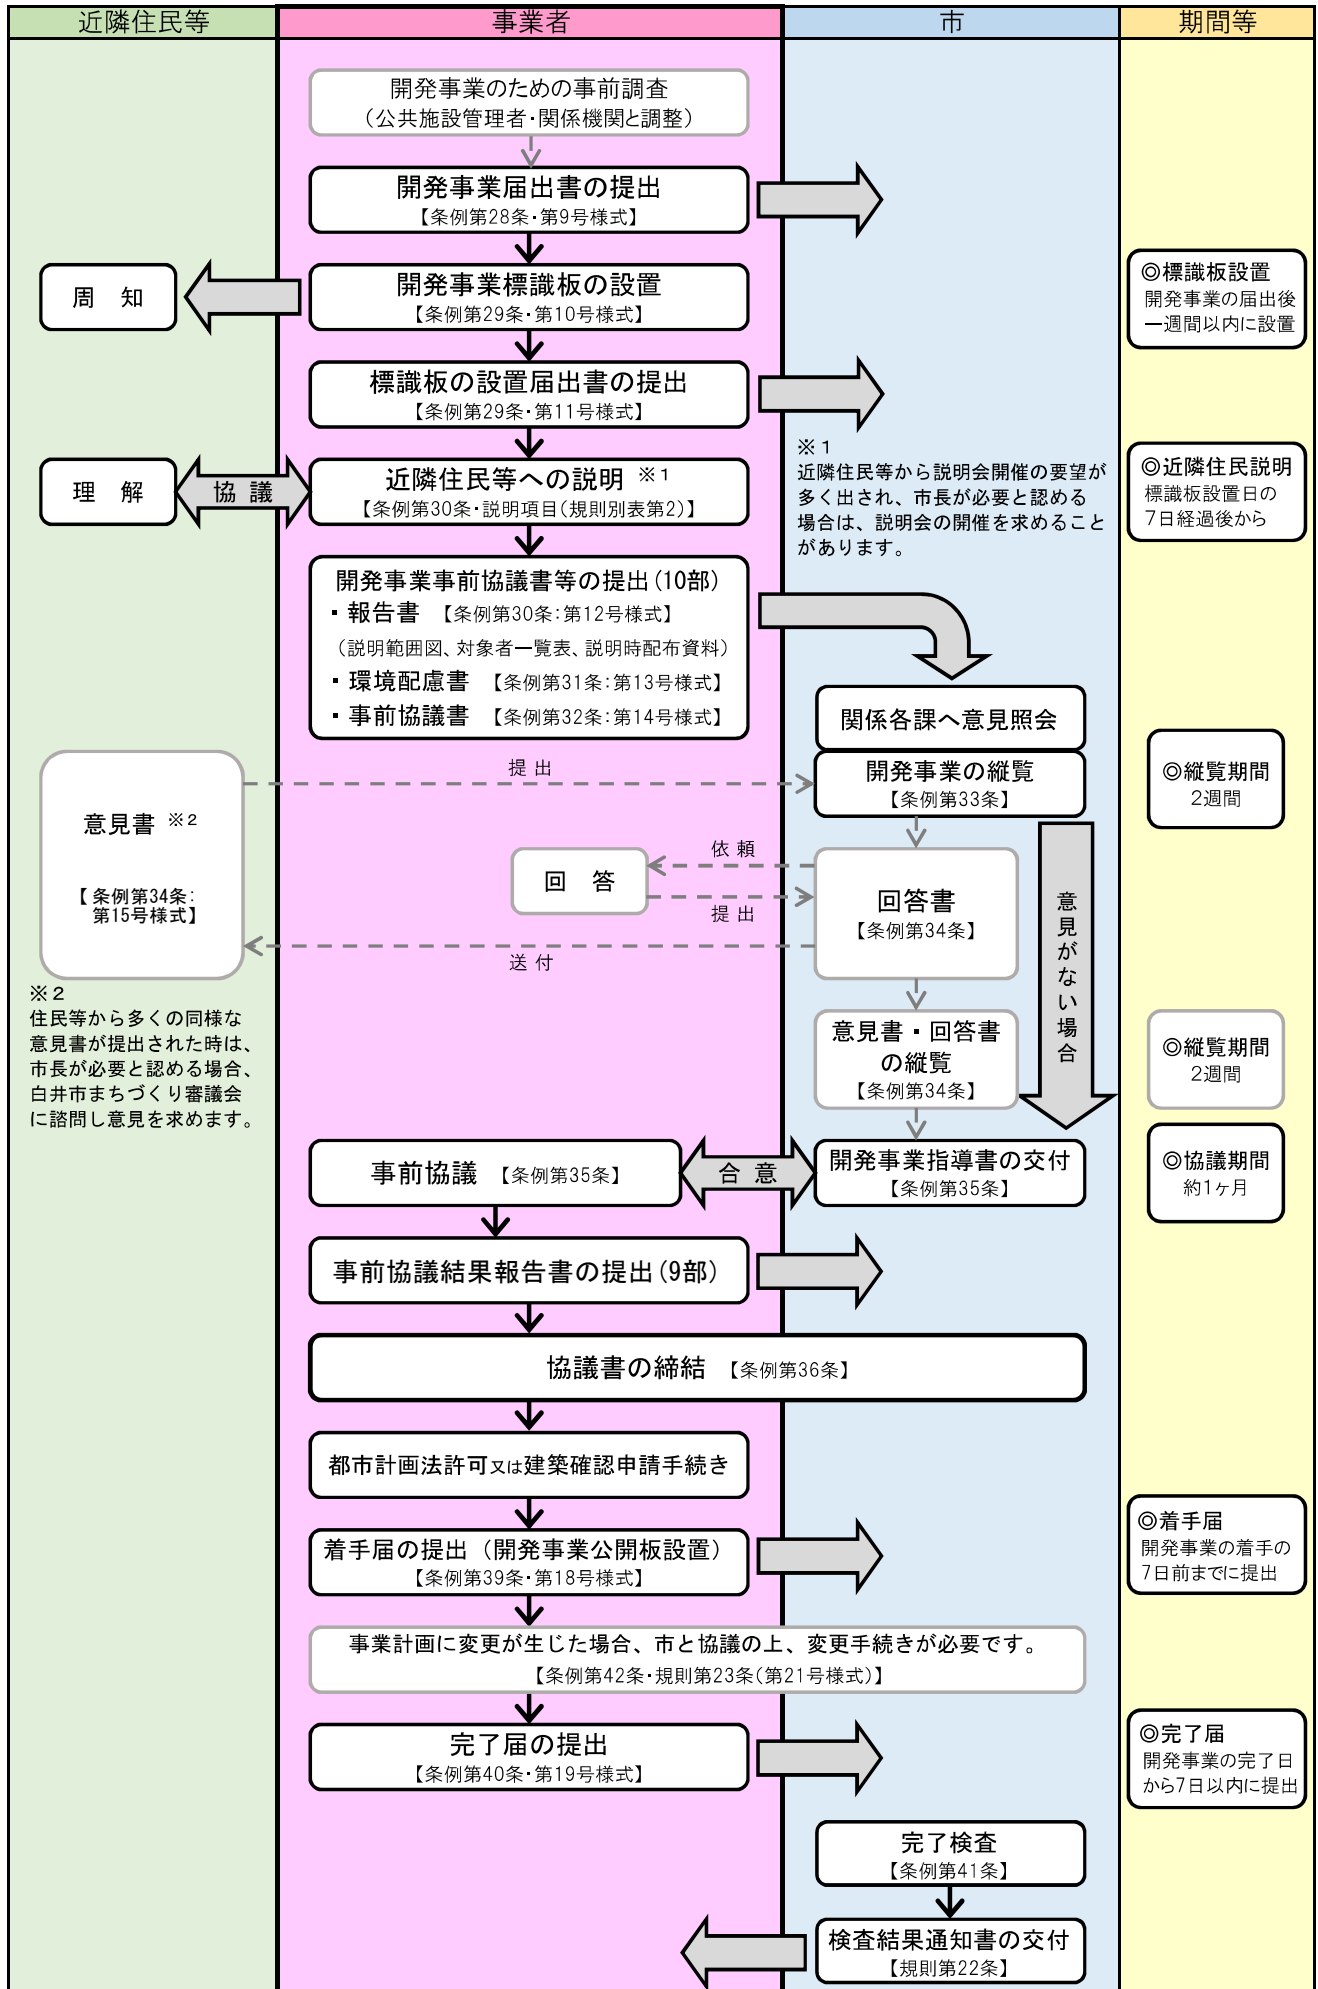 近隣住民等
事業者
市
期間等
開発事業のための事前調査
（公共施設管理者・関係機関と調整）
開発事業届出書の提出
【条例第28条・第9号様式】
周　知
開発事業標識板の設置
【条例第29条・第10号様式】
◎標識板設置
開発事業の届出後
一週間以内に設置
標識板の設置届出書の提出
【条例第29条・第11号様式】
理　解
協 議
近隣住民等への説明 ※1
【条例第30条・説明項目（規則別表第2）】
※１
近隣住民等から説明会開催の要望が
多く出され、市長が必要と認める
場合は、説明会の開催を求めること
があります。
◎近隣住民説明
標識板設置日の
7日経過後から
開発事業事前協議書等の提出（10部）
・報告書 【条例第30条：第12号様式】
（説明範囲図、対象者一覧表、説明時配布資料）
・環境配慮書 【条例第31条：第13号様式】
・事前協議書 【条例第32条：第14号様式】
関係各課へ意見照会
提 出
開発事業の縦覧
【条例第33条】
◎縦覧期間
2週間
意見書 ※2
【条例第34条：
第15号様式】
依 頼
回　答
提 出
回答書
【条例第34条】
送 付
意見がない場合
※２
住民等から多くの同様な
意見書が提出された時は、
市長が必要と認める場合、
白井市まちづくり審議会
に諮問し意見を求めます。
意見書・回答書
の縦覧
【条例第34条】
◎縦覧期間
2週間
事前協議 【条例第35条】
合 意
開発事業指導書の交付
【条例第35条】
◎協議期間
約1ヶ月
事前協議結果報告書の提出（9部）
協議書の締結 【条例第36条】
都市計画法許可又は建築確認申請手続き
着手届の提出（開発事業公開板設置）
【条例第39条・第18号様式】
◎着手届
開発事業の着手の
7日前までに提出
事業計画に変更が生じた場合、市と協議の上、変更手続きが必要です。
【条例第42条・規則第23条（第21号様式）】
完了届の提出
【条例第40条・第19号様式】
◎完了届
開発事業の完了日
から7日以内に提出
完了検査
【条例第41条】
検査結果通知書の交付
【規則第22条】